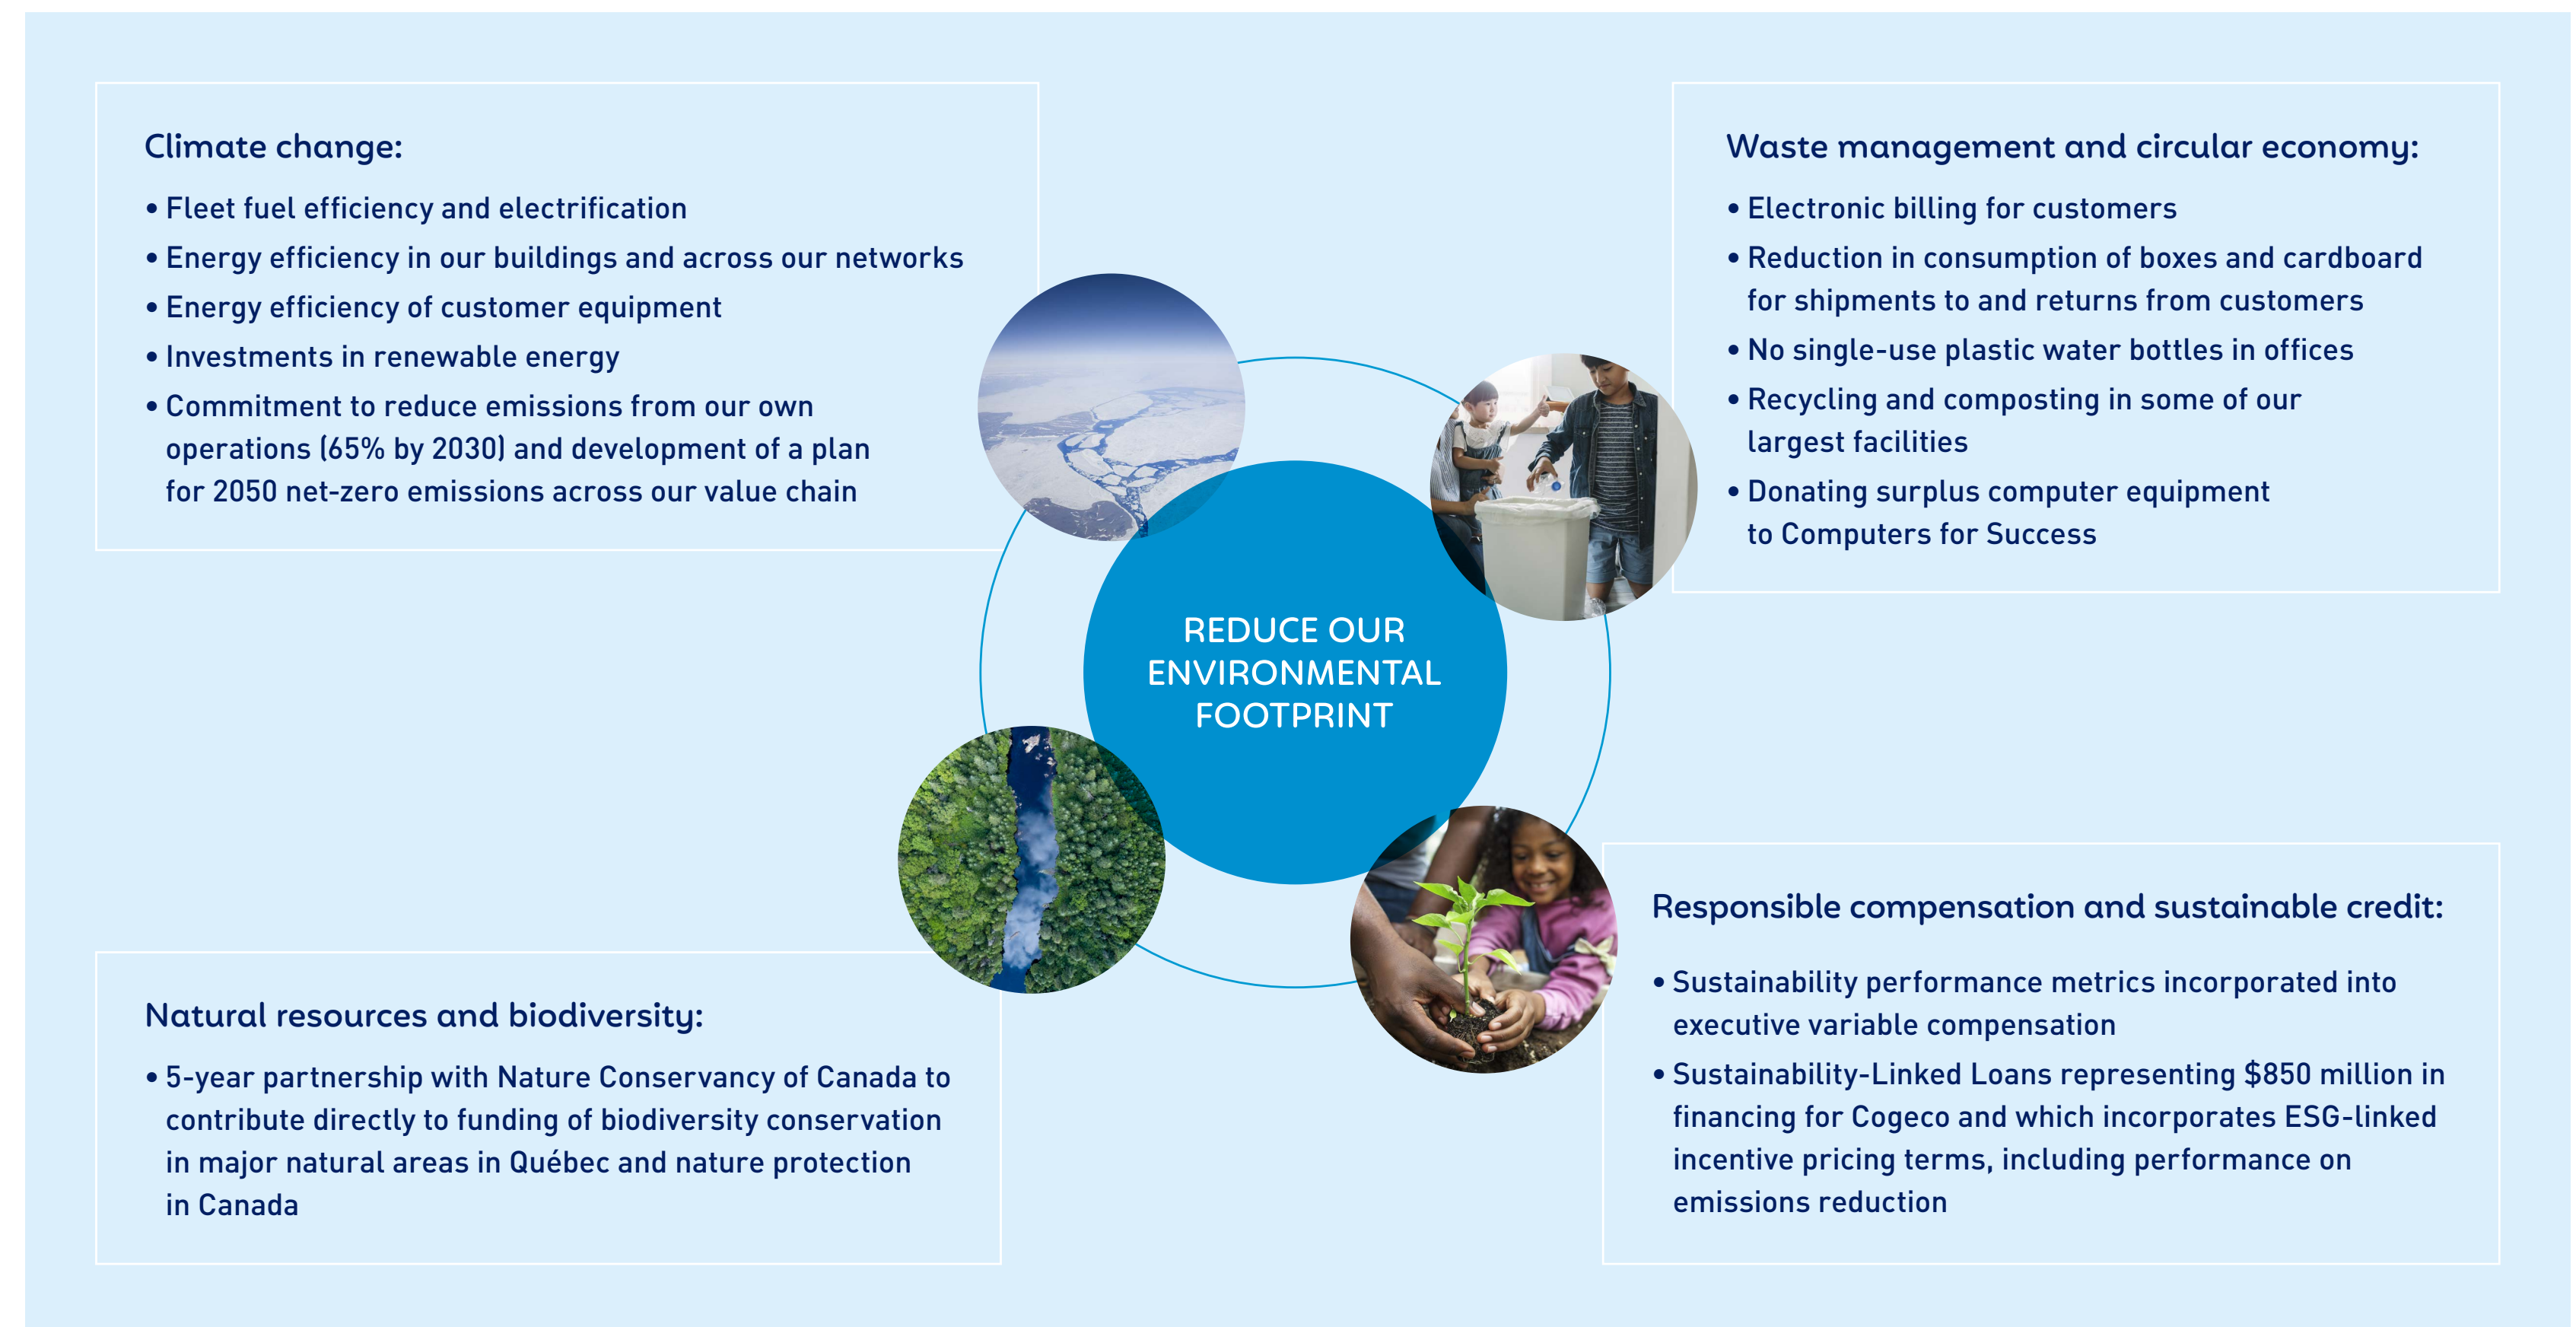 Climate change:
• Fleet fuel efficiency and electrification
• Energy efficiency in our buildings and across our networks
• Energy efficiency of customer equipment
• Investments in renewable energy
• Commitment to reduce emissions from our own
operations (65% by 2030) and development of a plan
for 2050 net-zero emissions across our value chain
Waste management and circular economy:
• Electronic billing for customers
• Reduction in consumption of boxes and cardboard
for shipments to and returns from customers
• No single-use plastic water bottles in offices
• Recycling and composting in some of our
largest facilities
• Donating surplus computer equipment
to Computers for Success
REDUCE OUR
ENVIRONMENTAL
FOOTPRINT
Natural resources and biodiversity:
• 5-year partnership with Nature Conservancy of Canada to
contribute directly to funding of biodiversity conservation
in major natural areas in Québec and nature protection
in Canada
Responsible compensation and sustainable credit:
• Sustainability performance metrics incorporated into
executive variable compensation
• Sustainability-Linked Loans representing $850 million in
financing for Cogeco and which incorporates ESG-linked
incentive pricing terms, including performance on
emissions reduction